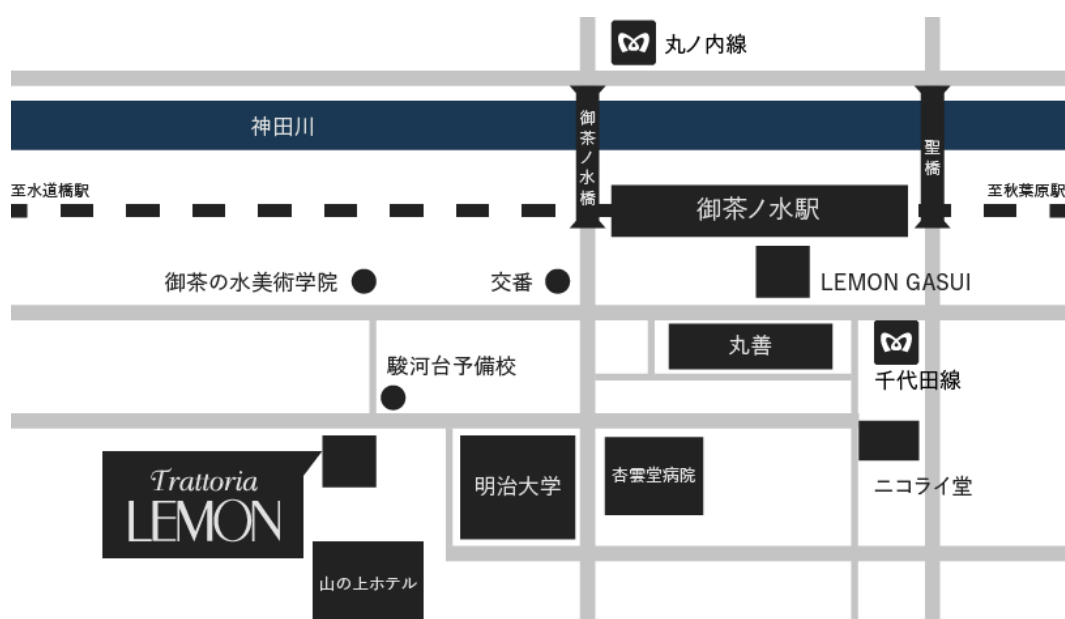 丸ノ内線
神田川
御茶ノ水橋
聖橋
至水道橋駅
至秋葉原駅
御茶ノ水駅
御茶の水美術学院
交番
LEMON GASUI
丸善
駿河台予備校
千代田線
Trattoria
LEMON
明治大学
杏雲堂病院
ニコライ堂
山の上ホテル